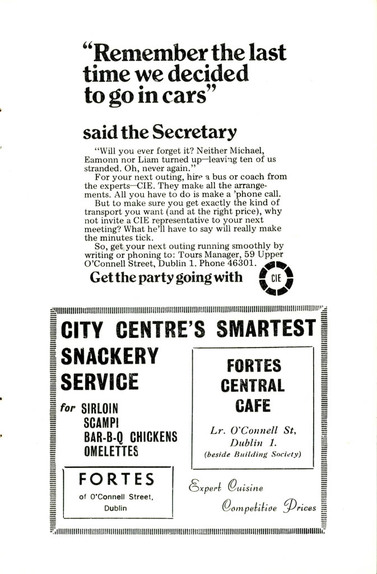 “Remember the last
time we decided
to go in cars”
said the Secretary
“Will you ever forget it? Neither Michael,
Eamonn nor Liam turned up—leaving ten of us
stranded. Oh, never again.”
For your next outing, hire a bus or coach from
the experts—CIE. They make all the arrange-
ments. All you have to do is make a 'phone call.
But to make sure you get exactly the kind of
transport you want (and at the right price), why
not invite a CIE representative to your next
meeting? What he'll have to say will really make
the minutes tick.
So, get your next outing running smoothly by
writing or phoning to: Tours Manager, 59 Upper
O'Connell Street, Dublin 1. Phone 46301.
Get the party going with
CIE
CITY CENTRE'S SMARTEST
SNACKERY
SERVICE
for SIRLOIN
SCAMPI
BAR-B-Q CHICKENS
OMELETTES
FORTES
of O'Connell Street,
Dublin
FORTES
CENTRAL
CAFE
Lr. O'Connell St,
Dublin 1.
(beside Building Society)
Expert Cuisine
Competitive Prices